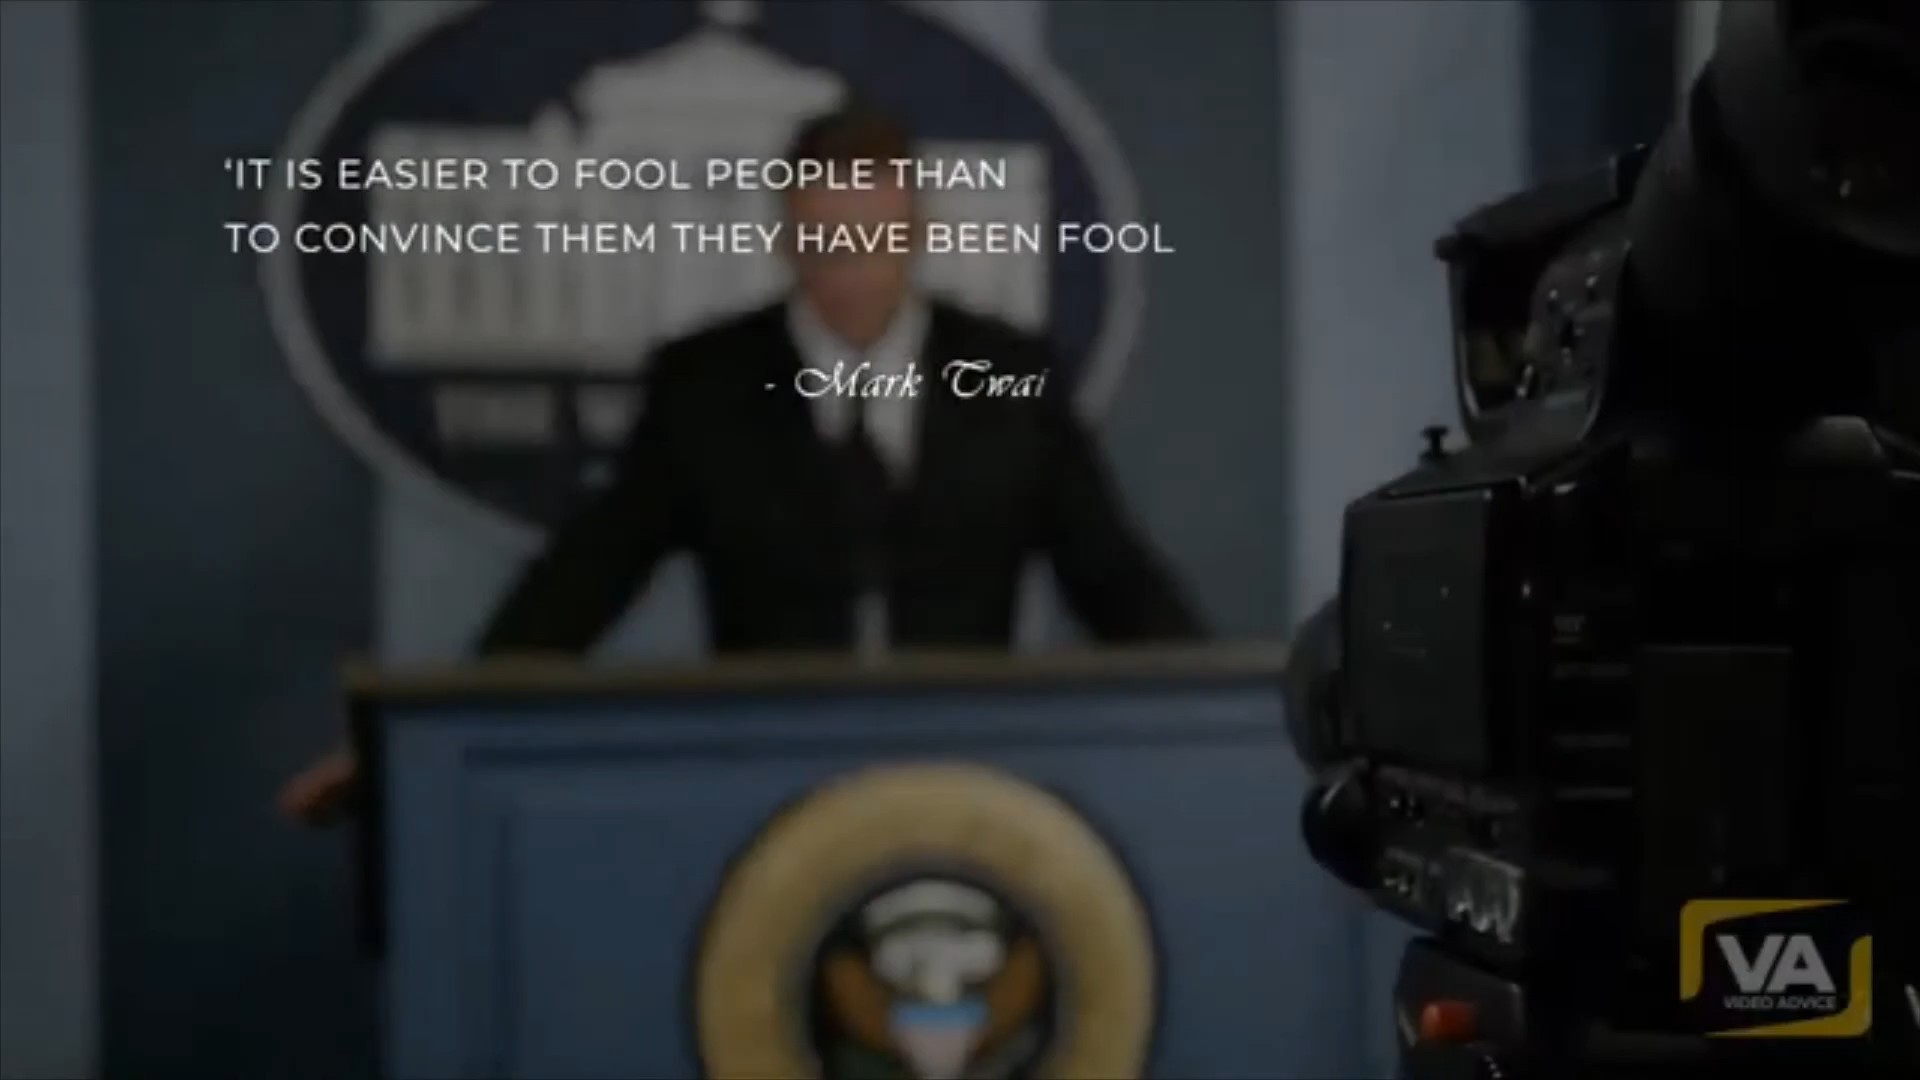 ‘IT IS EASIER TO FOOL PEOPLE THAN
TO CONVINCE THEM THEY HAVE BEEN FOOL
- Mark Twai
VA
VIDEO ADVICE